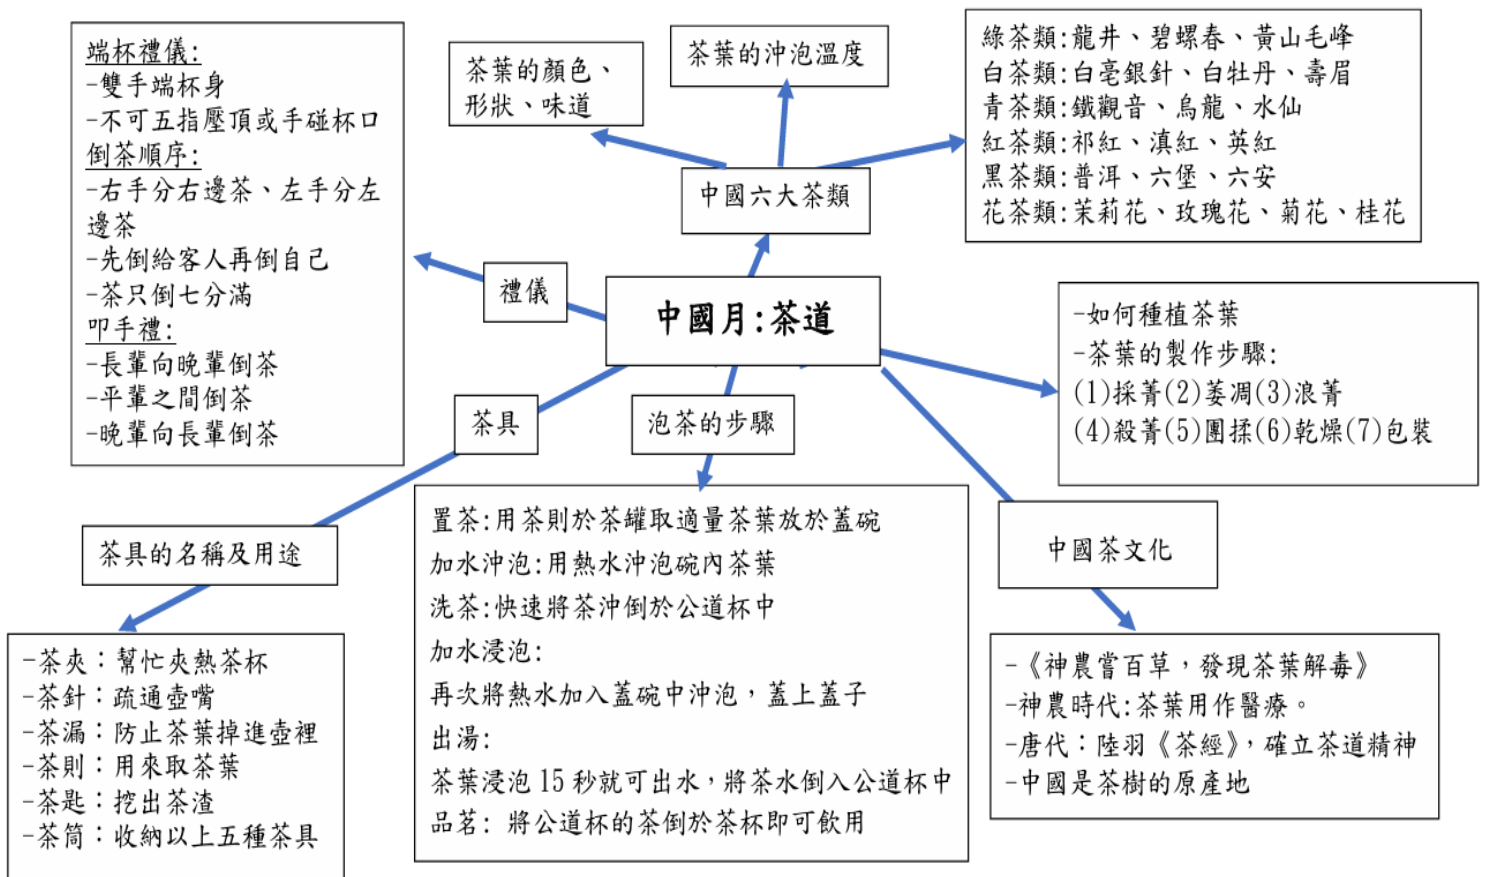 端杯禮儀:
-雙手端杯身
-不可五指壓頂或手碰杯口
倒茶順序:
-右手分右邊茶、左手分左
邊茶
-先倒給客人再倒自己
-茶只倒七分滿
叩手禮:
-長輩向晚輩倒茶
-平輩之間倒茶
-晚輩向長輩倒茶
茶葉的顏色、
形狀、味道
茶葉的沖泡溫度
綠茶類:龍井、碧螺春、黃山毛峰
白茶類:白毫銀針、白牡丹、壽眉
青茶類:鐵觀音、烏龍、水仙
紅茶類:祁紅、滇紅、英紅
黑茶類:普洱、六堡、六安
花茶類:茉莉花、玫瑰花、菊花、桂花
中國六大茶類
禮儀
中國月:茶道
-如何種植茶葉
-茶葉的製作步驟:
(1)採菁(2)萎凋(3)浪菁
(4)殺菁(5)團揉(6)乾燥(7)包裝
茶具
泡茶的步驟
茶具的名稱及用途
置茶:用茶則於茶罐取適量茶葉放於蓋碗
加水沖泡:用熱水沖泡碗內茶葉
洗茶:快速將茶沖倒於公道杯中
加水浸泡:
再次將熱水加入蓋碗中沖泡，蓋上蓋子
出湯:
茶葉浸泡15秒就可出水，將茶水倒入公道杯中
品茗: 將公道杯的茶倒於茶杯即可飲用
中國茶文化
-茶夾：幫忙夾熱茶杯
-茶針：疏通壺嘴
-茶漏：防止茶葉掉進壺裡
-茶則：用來取茶葉
-茶匙：挖出茶渣
-茶筒：收納以上五種茶具
-《神農嘗百草，發現茶葉解毒》
-神農時代:茶葉用作醫療。
-唐代：陸羽《茶經》，確立茶道精神
-中國是茶樹的原產地